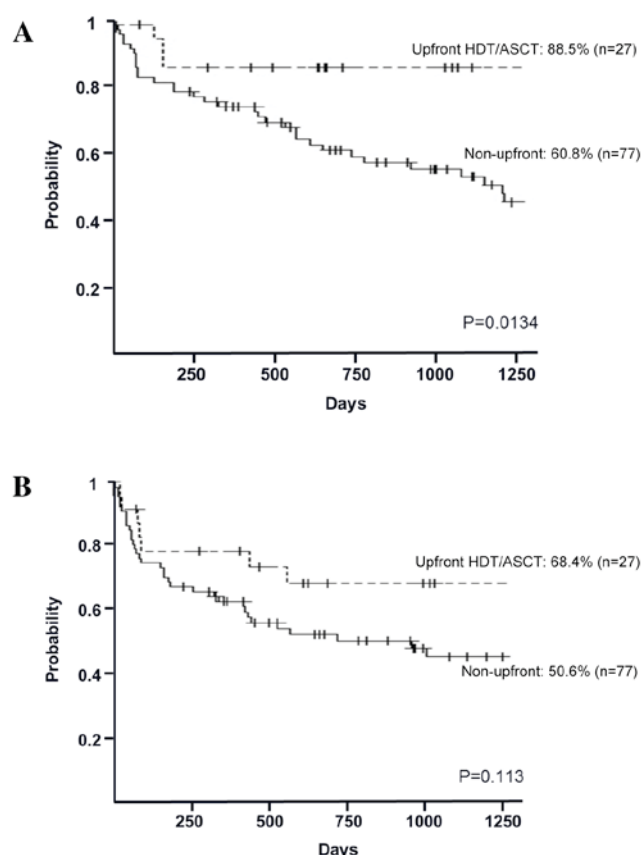 A
1
Upfront HDT/ASCT: 88.5% (n=27)
0.8
Non-upfront: 60.8% (n=77)
0.6
Probability
0.4
0.2
P=0.0134
250 500 750 1000 1250
Days
B
1
0.8
Upfront HDT/ASCT: 68.4% (n=27)
0.6
Probability
0.4
Non-upfront: 50.6% (n=77)
0.2
P=0.113
250 500 750 1000 1250
Days